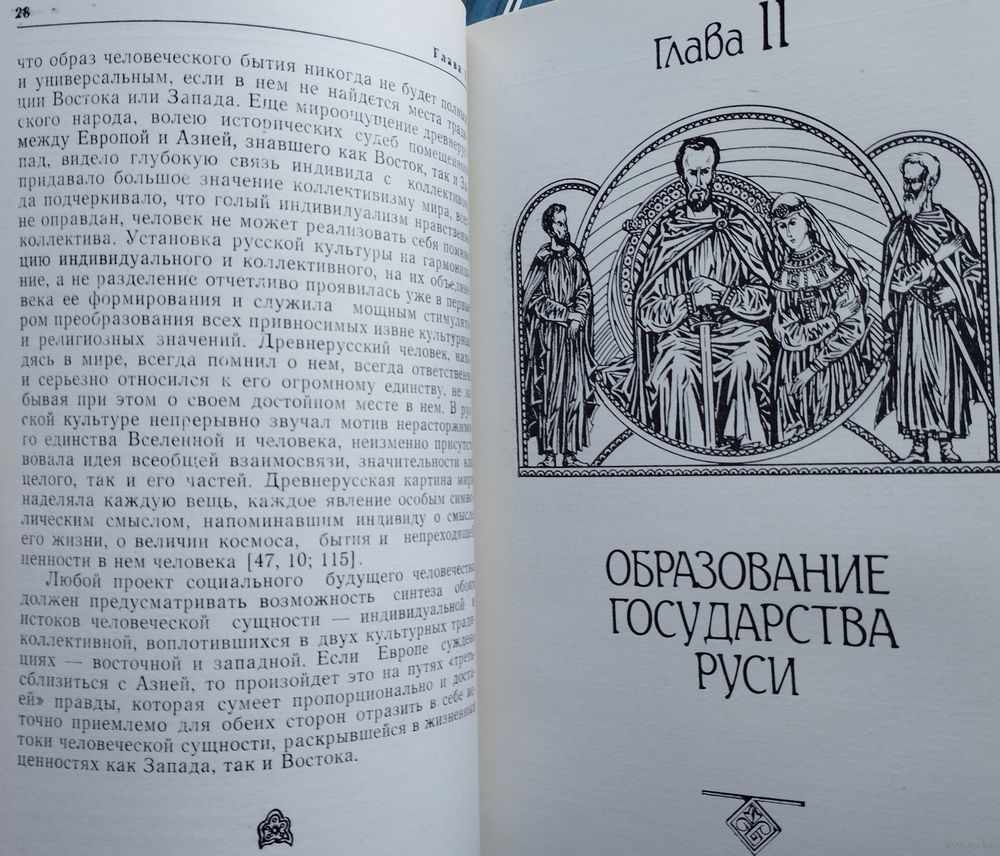 28
Глава I
что образ человеческого бытия никогда не будет полным
и универсальным, если в нем не найдется места тради-
ции Востока или Запада. Еще мироощущение древнерус-
ского народа, волею исторических судеб помещенного
между Европой и Азией, знавшего как Восток, так и За-
пад, видело глубокую связь индивида с коллективом,
придавало большое значение коллективизму мира, всег-
да подчеркивало, что голый индивидуализм нравственно
не оправдан, человек не может реализовать себя помимо
коллектива. Установка русской культуры ка гармониза-
цию индивидуального и коллективного, на их объедине-
ние, а не разделение отчетливо проявилась уже в первые
века ее формирования и служила мощным стимулято-
ром преобразования всех привносимых извне культурных
и религиозных значений. Древнерусский человек, нахо-
дясь в мире, всегда помнил о нем, всегда ответственно
и серьезно относился к его огромному единству, не за-
бывая при этом о своем достойном месте в нем. В рус-
ской культуре непрерывно звучал мотив нерасторжимо-
го единства Вселенной и человека, неизменно присутст-
вовала идея всеобщей взаимосвязи, значительности как
целого, так и его частей. Древнерусская картина мира
наделяла каждую вещь, каждое явление особым симво-
лическим смыслом, напоминавшим индивиду о смысле
его жизни, о величии космоса, бытия и непреходящей
ценности в нем человека [47, 10; 115].
Любой проект социального будущего человечества
должен предусматривать возможность синтеза обоих
истоков человеческой сущности — индивидуальной и
коллективной, воплотившихся в двух культурных тради-
циях — восточной и западной. Если Европе суждено
сблизиться с Азией, то произойдет это на путях «треть-
ей» правды, которая сумеет пропорционально и доста-
точно приемлемо для обеих сторон отразить в себе ис-
токи человеческой сущности, раскрывшейся в жизненных
ценностях как Запада, так и Востока.
Глава II
ОБРАЗОВАНИЕ
ГОСУДАРСТВА
РУСИ
www.ay.by